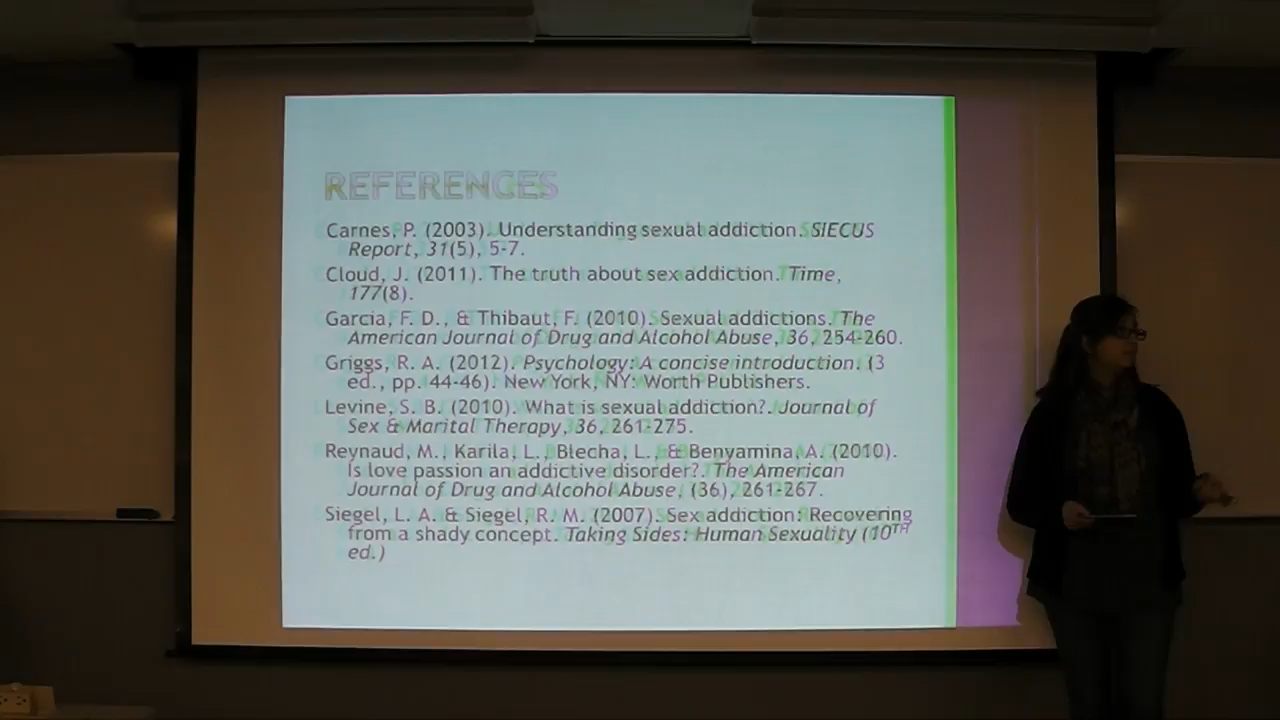 REFERENCES
Carnes, P. (2003). Understanding sexual addiction. SIECUS
Report, 31(5), 5-7.
Cloud, J. (2011). The truth about sex addiction. Time,
177(8).
Garcia, F. D., & Thibaut, F. (2010). Sexual addictions. The
American Journal of Drug and Alcohol Abuse, 36, 254-260.
Griggs, R. A. (2012). Psychology: A concise introduction. (3
ed., pp. 44-46). New York, NY: Worth Publishers.
Levine, S. B. (2010). What is sexual addiction?. Journal of
Sex & Marital Therapy, 36, 261-275.
Reynaud, M., Karila, L., Blecha, L., & Benyamina, A. (2010).
Is love passion an addictive disorder?. The American
Journal of Drug and Alcohol Abuse, (36), 261-267.
Siegel, L. A. & Siegel, R. M. (2007). Sex addiction: Recovering
from a shady concept. Taking Sides: Human Sexuality (10TH
ed.)